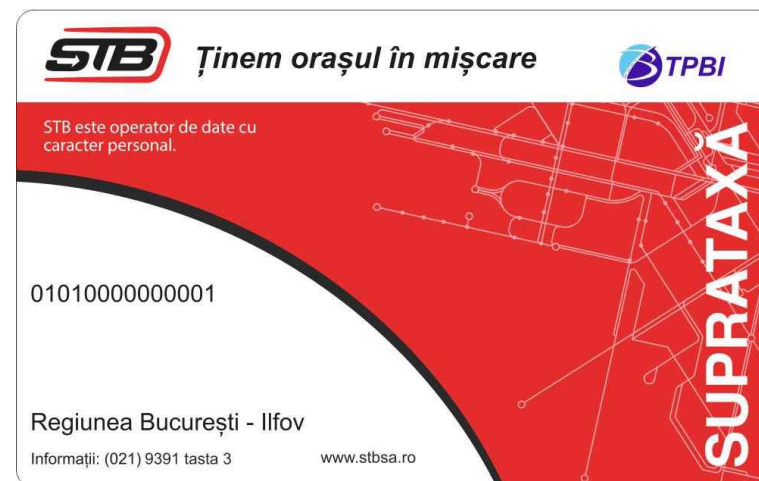 STB Ținem orașul în mișcare TPBI
STB este operator de date cu
caracter personal.
SUPRATAXĂ
01010000000001
Regiunea București - Ilfov
Informații: (021) 9391 tasta 3 www.stbsa.ro